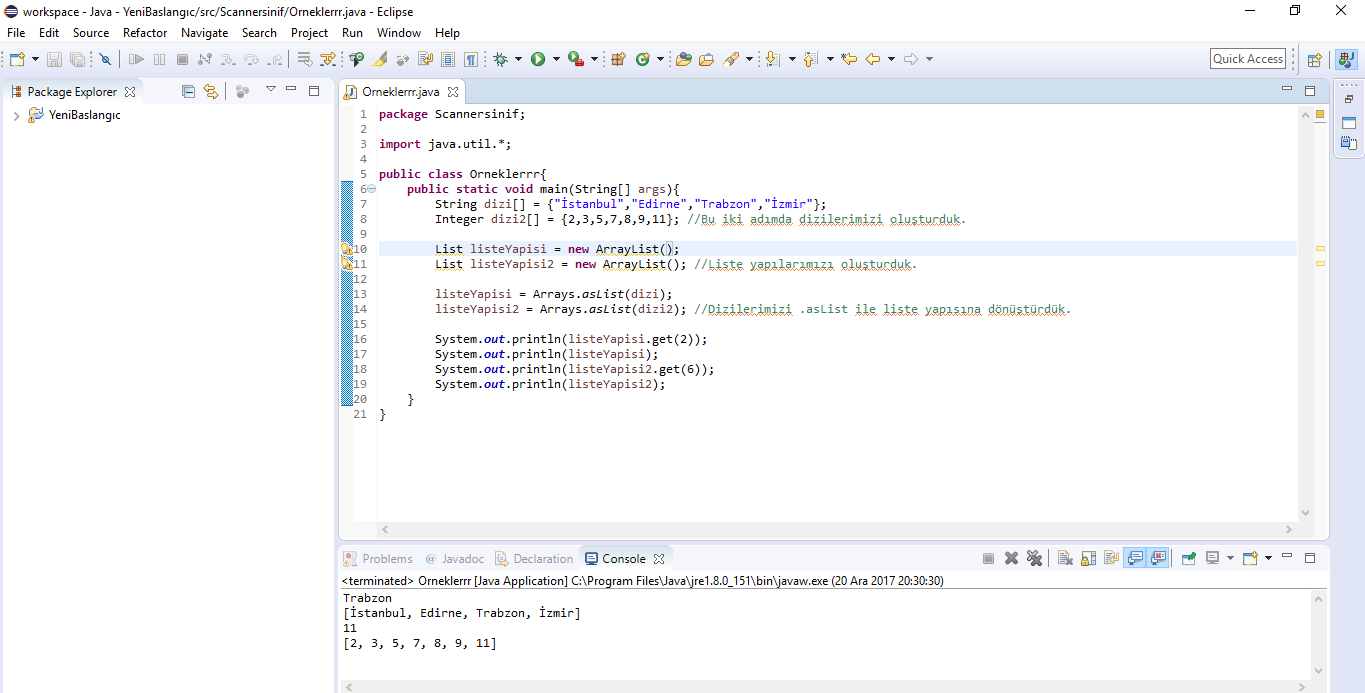 workspace - Java - YeniBaslangıc/src/Scannersinif/Orneklerrr.java - Eclipse
File Edit Source Refactor Navigate Search Project Run Window Help
Quick Access
Package Explorer
YeniBaslangıc
Orneklerrr.java
1 package Scannersinif;
2
3 import java.util.*;
4
5 public class Orneklerrr{
6 public static void main(String[] args){
7 String dizi[] = {"İstanbul","Edirne","Trabzon","İzmir"};
8 Integer dizi2[] = {2,3,5,7,8,9,11}; //Bu iki adımda dizilerimizi oluşturduk.
9
10 List listeYapisi = new ArrayList();
11 List listeYapisi2 = new ArrayList(); //Liste yapılarımızı oluşturduk.
12
13 listeYapisi = Arrays.asList(dizi);
14 listeYapisi2 = Arrays.asList(dizi2); //Dizilerimizi .asList ile liste yapısına dönüştürdük.
15
16 System.out.println(listeYapisi.get(2));
17 System.out.println(listeYapisi);
18 System.out.println(listeYapisi2.get(6));
19 System.out.println(listeYapisi2);
20 }
21 }
Problems @ Javadoc Declaration Console
<terminated> Orneklerrr [Java Application] C:\Program Files\Java\jre1.8.0_151\bin\javaw.exe (20 Ara 2017 20:30:30)
Trabzon
[İstanbul, Edirne, Trabzon, İzmir]
11
[2, 3, 5, 7, 8, 9, 11]